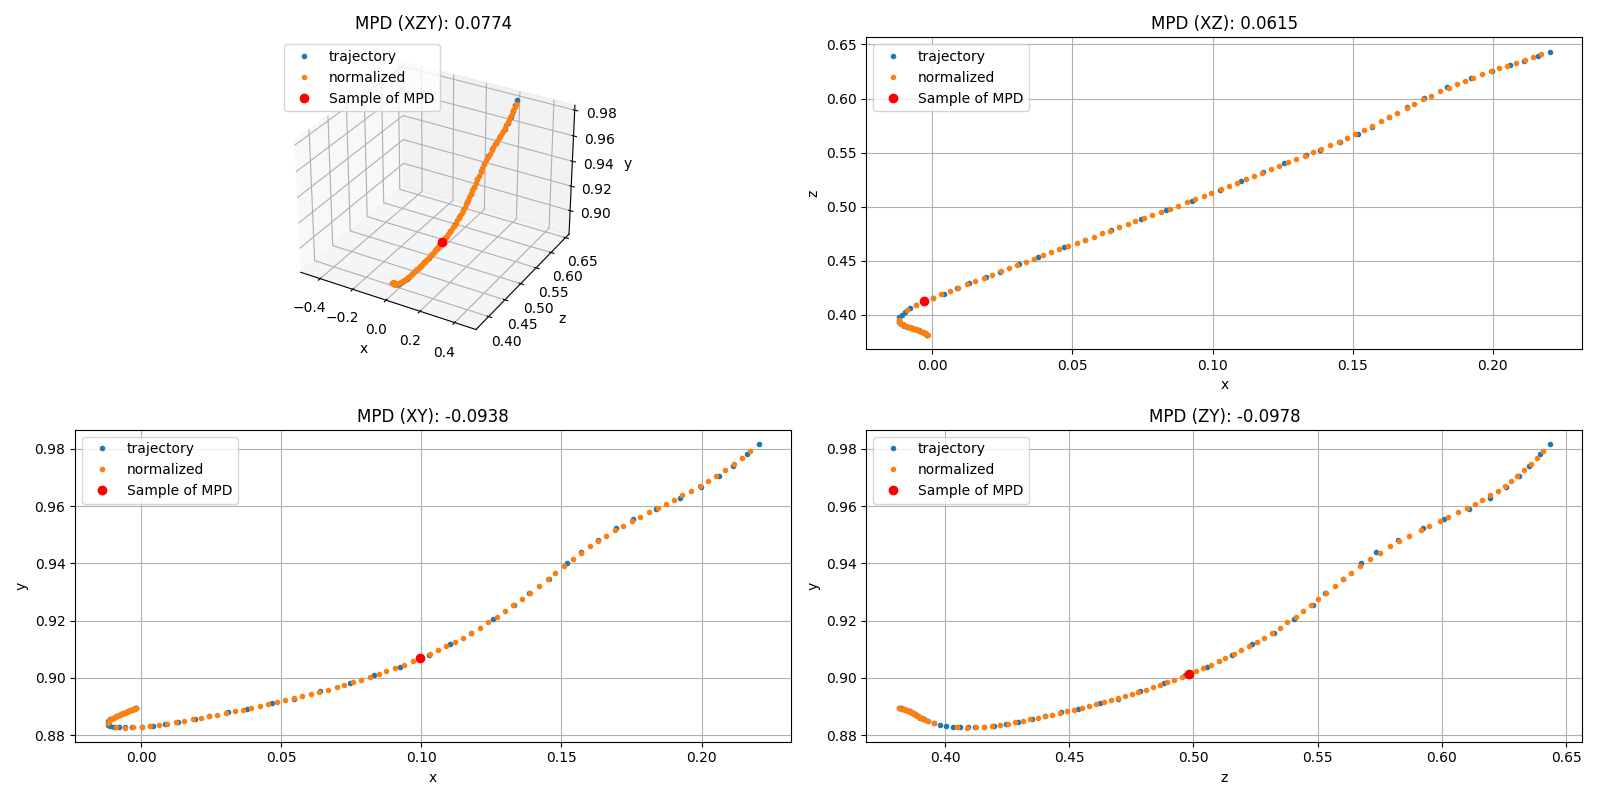 MPD (XZY): 0.0774
trajectory
normalized
Sample of MPD
0.98
0.96
0.94
0.92
0.90
y
−0.4
−0.2
0.0
0.2
0.4
x
0.40
0.45
0.50
0.55
0.60
0.65
z
MPD (XZ): 0.0615
trajectory
normalized
Sample of MPD
0.65
0.60
0.55
0.50
0.45
0.40
z
0.00 0.05 0.10 0.15 0.20
x
MPD (XY): -0.0938
trajectory
normalized
Sample of MPD
0.98
0.96
0.94
0.92
0.90
0.88
y
0.00 0.05 0.10 0.15 0.20
x
MPD (ZY): -0.0978
trajectory
normalized
Sample of MPD
0.98
0.96
0.94
0.92
0.90
0.88
y
0.40 0.45 0.50 0.55 0.60 0.65
z